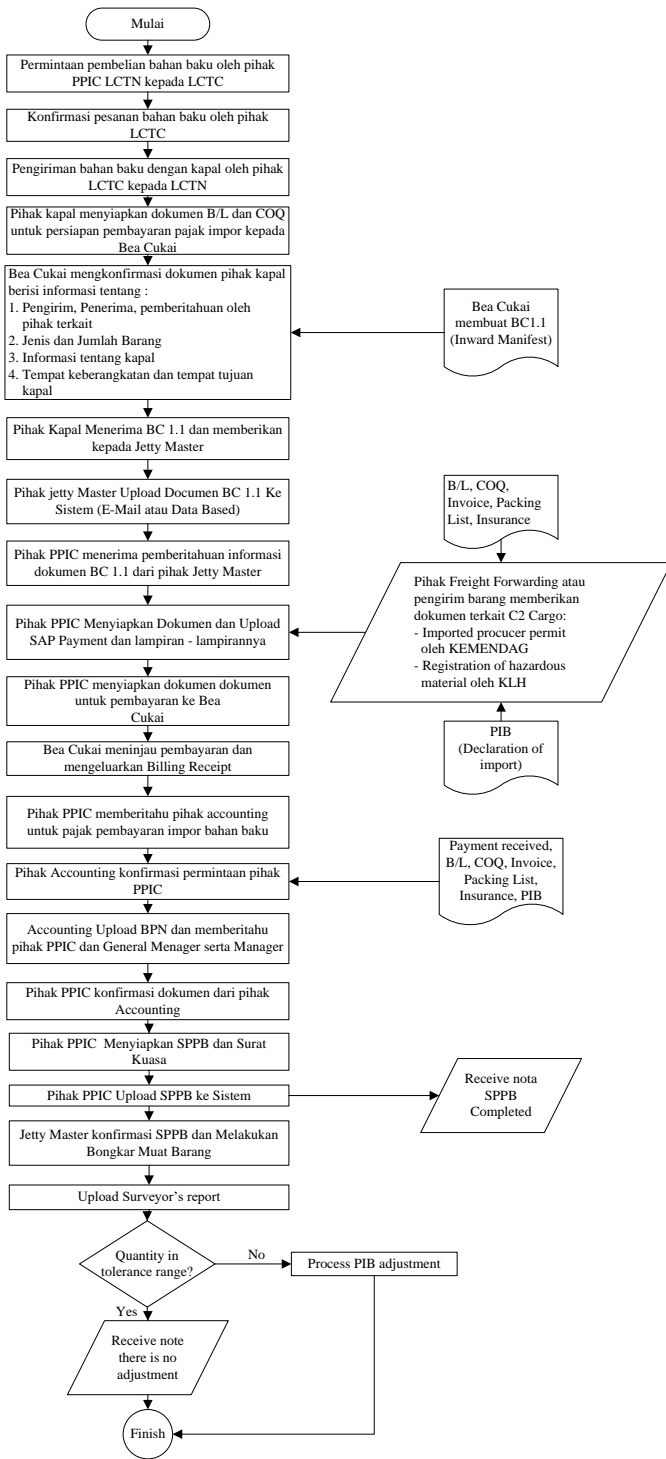 Mulai
Permintaan pembelian bahan baku oleh pihak
PPIC LCTN kepada LCTC
Konfirmasi pesanan bahan baku oleh pihak
LCTC
Pengiriman bahan baku dengan kapal oleh pihak
LCTC kepada LCTN
Pihak kapal menyiapkan dokumen B/L dan COQ
untuk persiapan pembayaran pajak impor kepada
Bea Cukai
Bea Cukai mengkonfirmasi dokumen pihak kapal
berisi informasi tentang :
1. Pengirim, Penerima, pemberitahuan oleh
pihak terkait
2. Jenis dan Jumlah Barang
3. Informasi tentang kapal
4. Tempat keberangkatan dan tempat tujuan
kapal
Bea Cukai
membuat BC1.1
(Inward Manifest)
Pihak Kapal Menerima BC 1.1 dan memberikan
kepada Jetty Master
Pihak jetty Master Upload Documen BC 1.1 Ke
Sistem (E-Mail atau Data Based)
B/L, COQ,
Invoice, Packing
List, Insurance
Pihak PPIC menerima pemberitahuan informasi
dokumen BC 1.1 dari pihak Jetty Master
Pihak Freight Forwarding atau
pengirim barang memberikan
dokumen terkait C2 Cargo:
- Imported procucer permit
oleh KEMENDAG
- Registration of hazardous
material oleh KLH
Pihak PPIC Menyiapkan Dokumen dan Upload
SAP Payment dan lampiran - lampirannya
Pihak PPIC menyiapkan dokumen dokumen
untuk pembayaran ke Bea
Cukai
PIB
(Declaration of
import)
Bea Cukai meninjau pembayaran dan
mengeluarkan Billing Receipt
Pihak PPIC memberitahu pihak accounting
untuk pajak pembayaran impor bahan baku
Payment received,
B/L, COQ, Invoice,
Packing List,
Insurance, PIB
Pihak Accounting konfirmasi permintaan pihak
PPIC
Accounting Upload BPN dan memberitahu
pihak PPIC dan General Menager serta Manager
Pihak PPIC konfirmasi dokumen dari pihak
Accounting
Pihak PPIC Menyiapkan SPPB dan Surat
Kuasa
Pihak PPIC Upload SPPB ke Sistem
Receive nota
SPPB
Completed
Jetty Master konfirmasi SPPB dan Melakukan
Bongkar Muat Barang
Upload Surveyor's report
Quantity in
tolerance range?
No
Process PIB adjustment
Yes
Receive note
there is no
adjustment
Finish